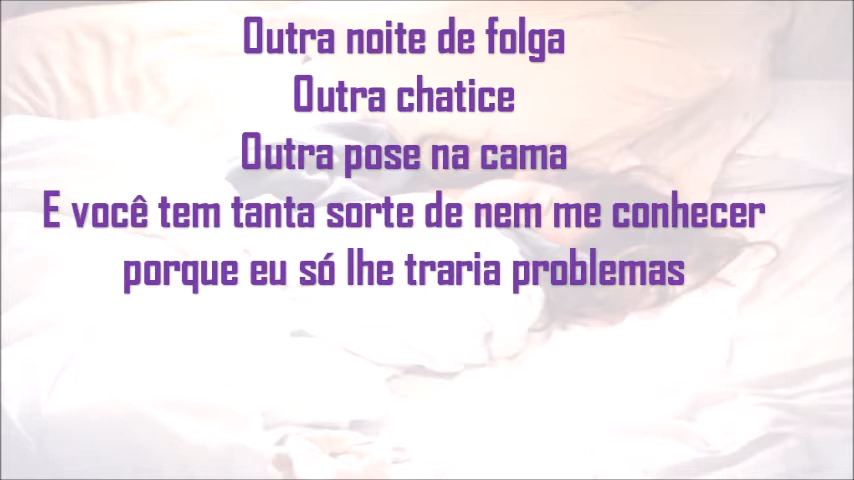 Outra noite de folga
Outra chatice
Outra pose na cama
E você tem tanta sorte de nem me conhecer
porque eu só lhe traria problemas